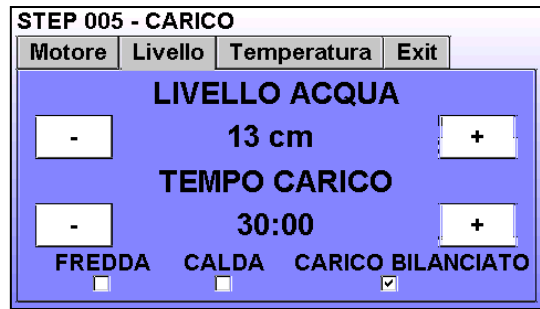 STEP 005 - CARICO
Motore Livello Temperatura Exit
LIVELLO ACQUA
- 13 cm +
TEMPO CARICO
- 30:00 +
FREDDA CALDA CARICO BILANCIATO